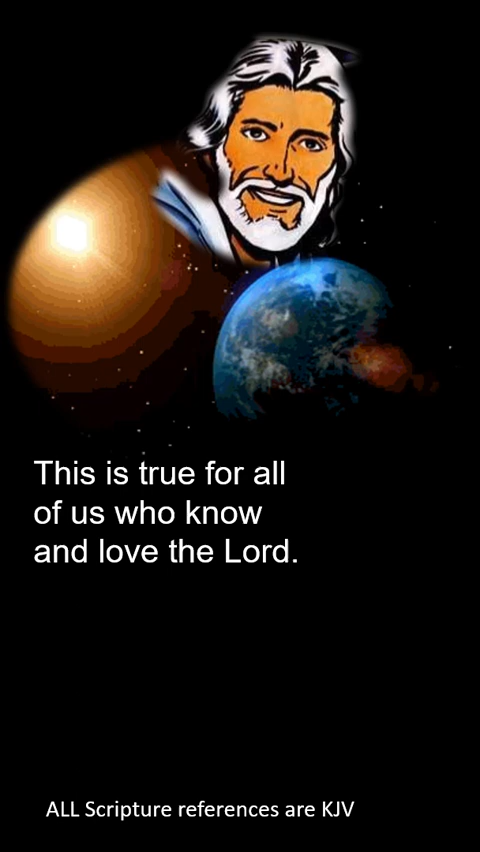 This is true for all
of us who know
and love the Lord.
ALL Scripture references are KJV